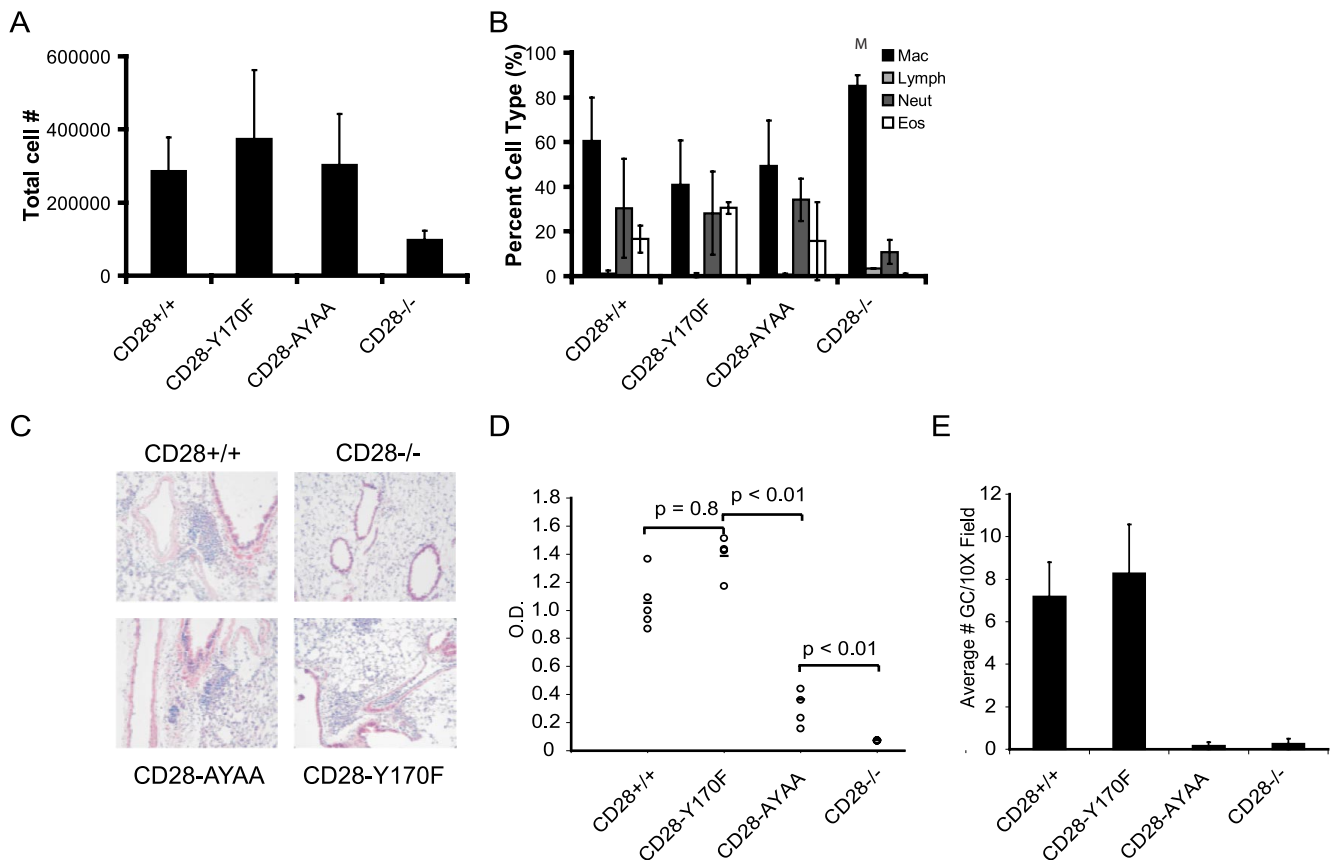 A
Total cell #
600000
400000
200000
0
CD28+/+
CD28-Y170F
CD28-AYAA
CD28-/-
B
Percent Cell Type (%)
100
80
60
40
20
0
M
Mac
Lymph
Neut
Eos
CD28+/+
CD28-Y170F
CD28-AYAA
CD28-/-
C
CD28+/+
CD28-/-
CD28-AYAA
CD28-Y170F
D
O.D.
1.8
1.6
1.4
1.2
1.0
0.8
0.6
0.4
0.2
0
p = 0.8
p < 0.01
p < 0.01
CD28+/+
CD28-Y170F
CD28-AYAA
CD28-/-
E
Average # GC/10X Field
12
10
8
6
4
2
0
-
CD28+/+
CD28-Y170F
CD28-AYAA
CD28-/-